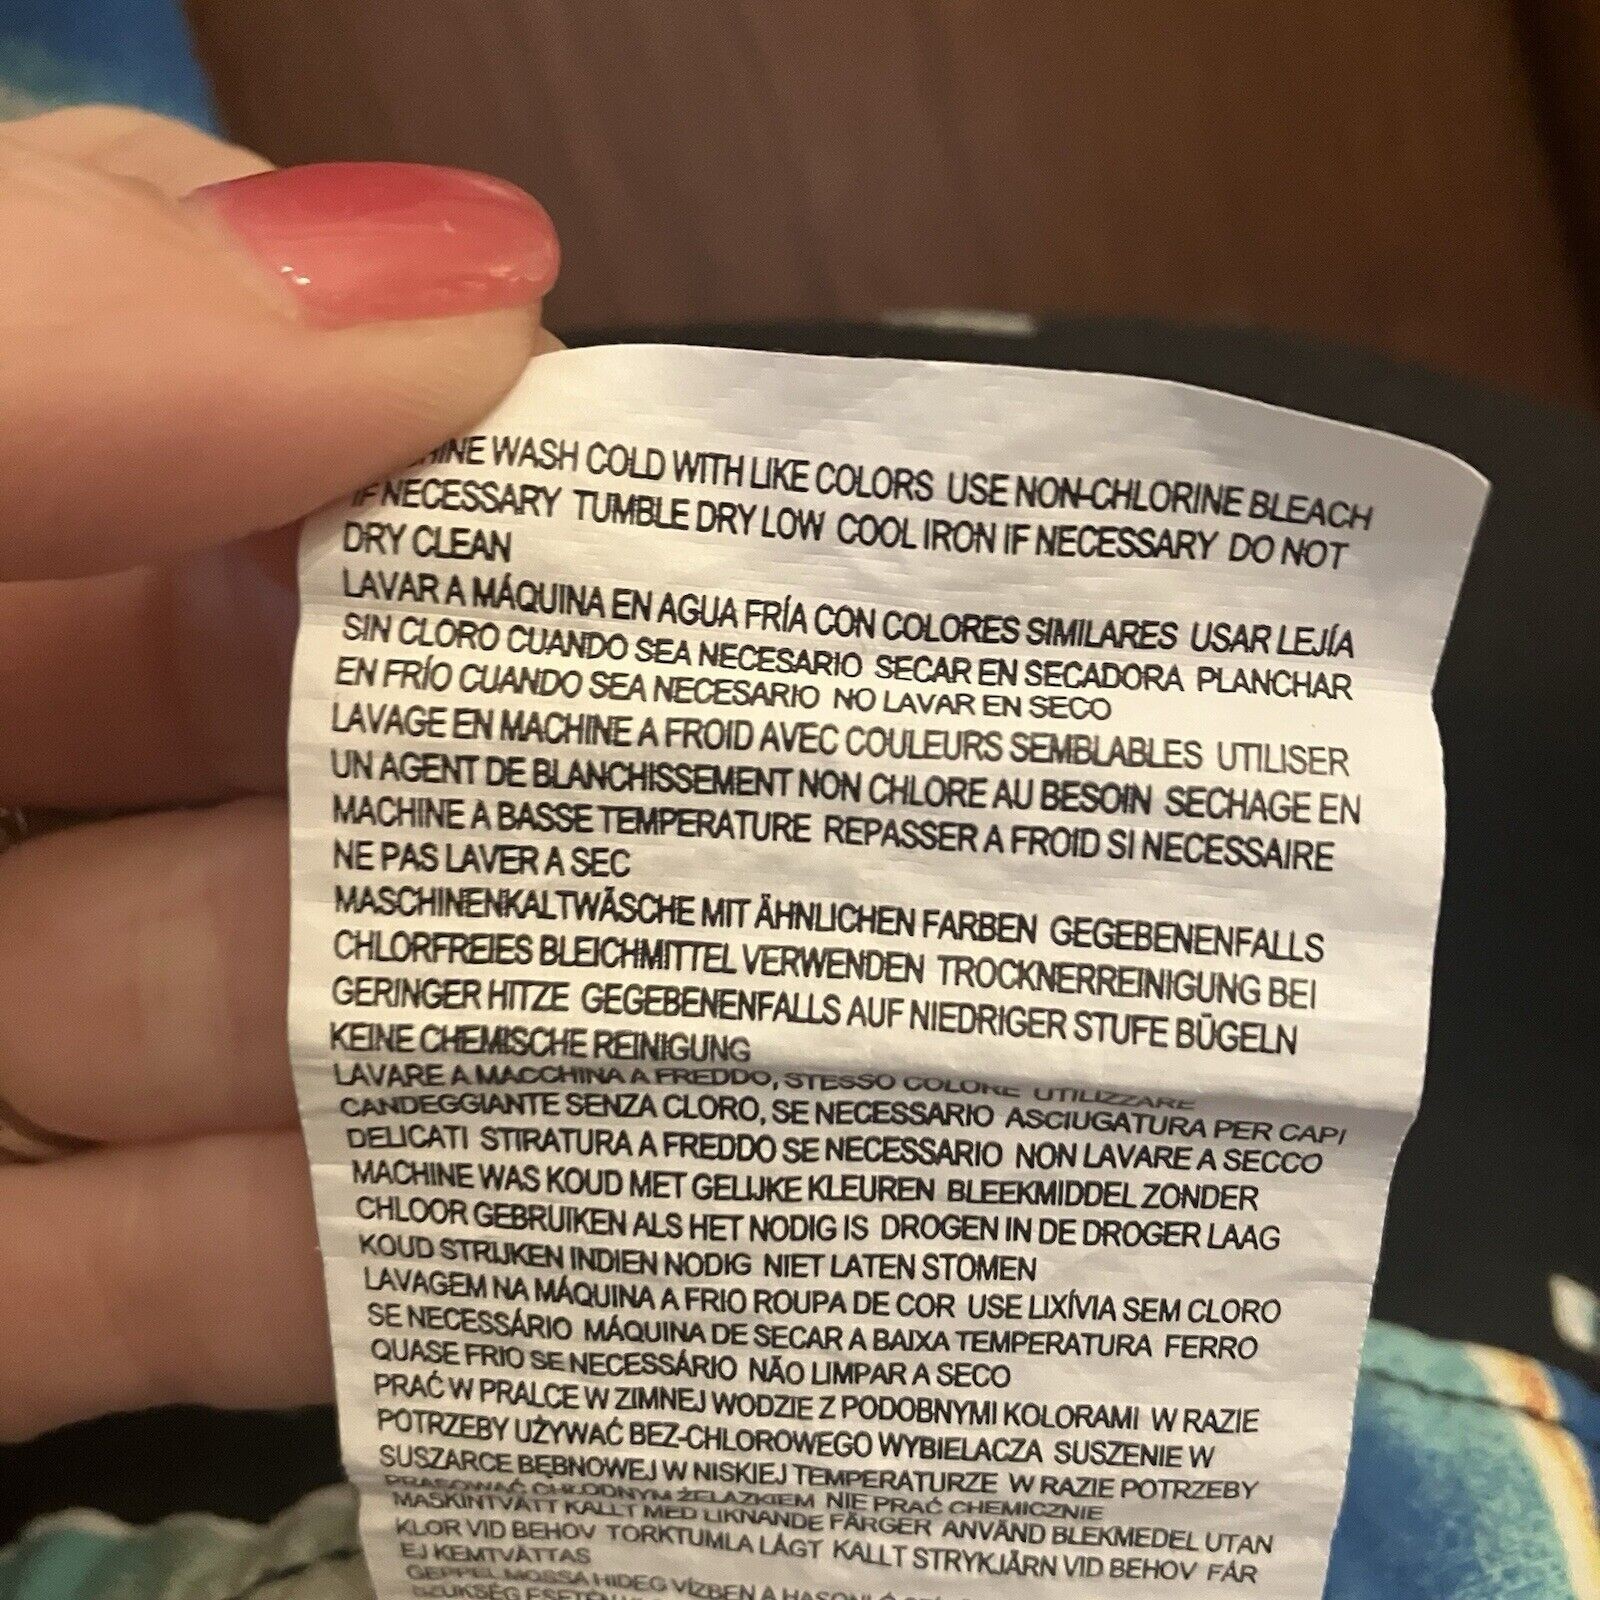 WASH COLD WITH LIKE COLORS USE NON-CHLORINE BLEACH
IF NECESSARY TUMBLE DRY LOW COOL IRON IF NECESSARY DO NOT
DRY CLEAN
LAVAR A MÁQUINA EN AGUA FRÍA CON COLORES SIMILARES USAR LEJÍA
SIN CLORO CUANDO SEA NECESARIO SECAR EN SECADORA PLANCHAR
EN FRÍO CUANDO SEA NECESARIO NO LAVAR EN SECO
LAVAGE EN MACHINE A FROID AVEC COULEURS SEMBLABLES UTILISER
UN AGENT DE BLANCHISSEMENT NON CHLORE AU BESOIN SECHAGE EN
MACHINE A BASSE TEMPERATURE REPASSER A FROID SI NECESSAIRE
NE PAS LAVER A SEC
MASCHINENKALTWÄSCHE MIT ÄHNLICHEN FARBEN GEGEBENENFALLS
CHLORFREIES BLEICHMITTEL VERWENDEN TROCKNERREINIGUNG BEI
GERINGER HITZE GEGEBENENFALLS AUF NIEDRIGER STUFE BÜGELN
KEINE CHEMISCHE REINIGUNG
LAVARE A MACCHINA A FREDDO, STESSO COLORE UTILIZZARE
CANDEGGIANTE SENZA CLORO, SE NECESSARIO ASCIUGATURA PER CAPI
DELICATI STIRATURA A FREDDO SE NECESSARIO NON LAVARE A SECCO
MACHINE WAS KOUD MET GELIJKE KLEUREN BLEEKMIDDEL ZONDER
CHLOOR GEBRUIKEN ALS HET NODIG IS DROGEN IN DE DROGER LAAG
KOUD STRIJKEN INDIEN NODIG NIET LATEN STOMEN
LAVAGEM NA MÁQUINA A FRIO ROUPA DE COR USE LIXÍVIA SEM CLORO
SE NECESSÁRIO MÁQUINA DE SECAR A BAIXA TEMPERATURA FERRO
QUASE FRIO SE NECESSÁRIO NÃO LIMPAR A SECO
PRAĆ W PRALCE W ZIMNEJ WODZIE Z PODOBNYMI KOLORAMI W RAZIE
POTRZEBY UŻYWAĆ BEZ-CHLOROWEGO WYBIELACZA SUSZENIE W
SUSZARCE BĘBNOWEJ W NISKIEJ TEMPERATURZE W RAZIE POTRZEBY
PRASOWAĆ CHŁODNYM ŻELAZKIEM NIE PRAĆ CHEMICZNIE
MASKINTVÄTT KALLT MED LIKNANDE FÄRGER ANVÄND BLEKMEDEL UTAN
KLOR VID BEHOV TORKTUMLA LÅGT KALLT STRYKJÄRN VID BEHOV FÅR
EJ KEMTVÄTTAS
GÉPPEL MOSSA HIDEG VÍZBEN A
SZÜKSÉG ESETÉN